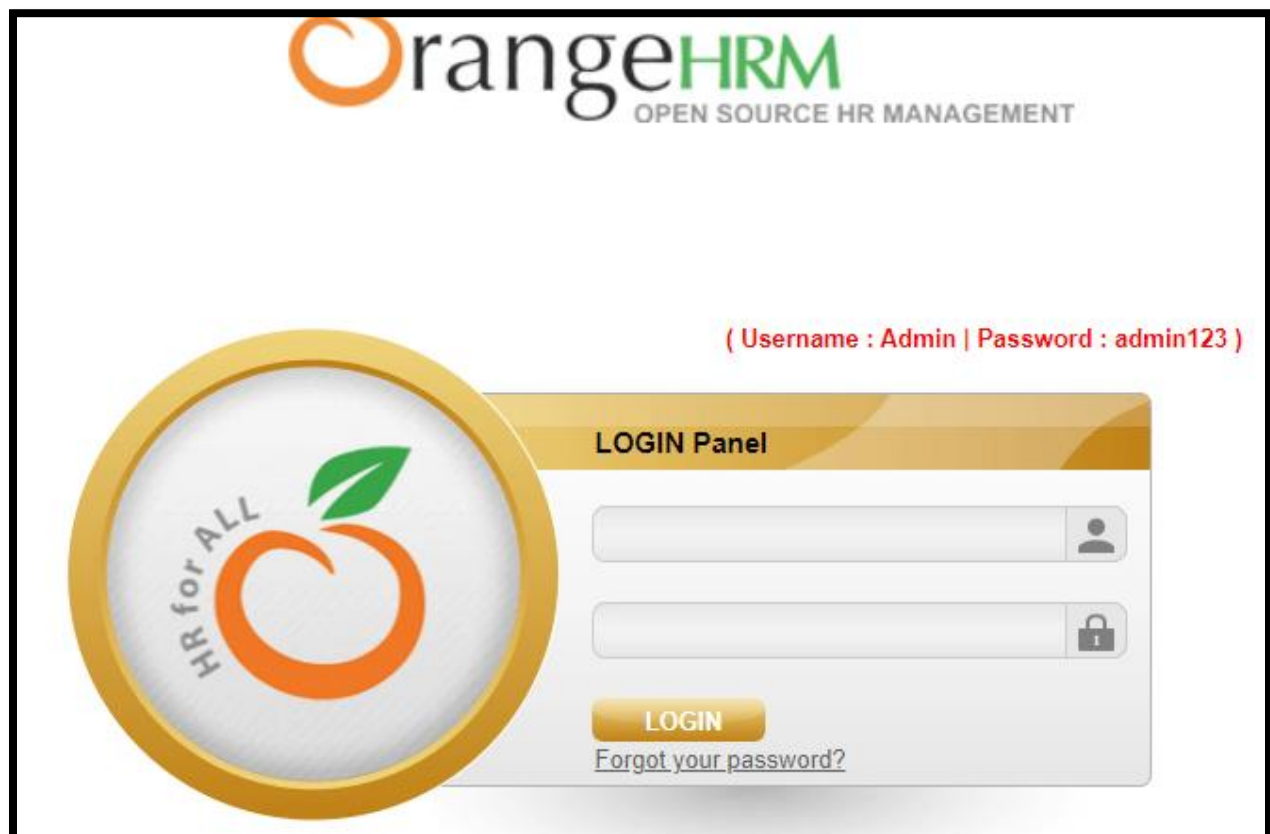 OrangeHRM
OPEN SOURCE HR MANAGEMENT
( Username : Admin | Password : admin123 )
LOGIN Panel
HR for ALL
LOGIN
Forgot your password?